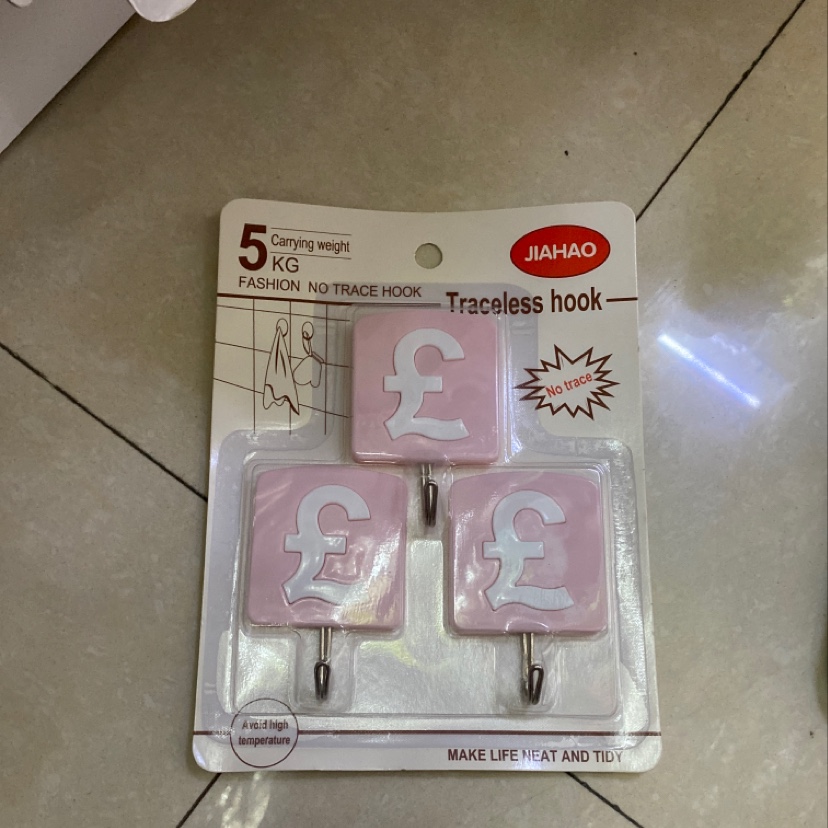 5
Carrying weight
KG
JIAHAO
FASHION NO TRACE HOOK
Traceless hook
No trace
£
£
£
Avoid high
temperature
MAKE LIFE NEAT AND TIDY